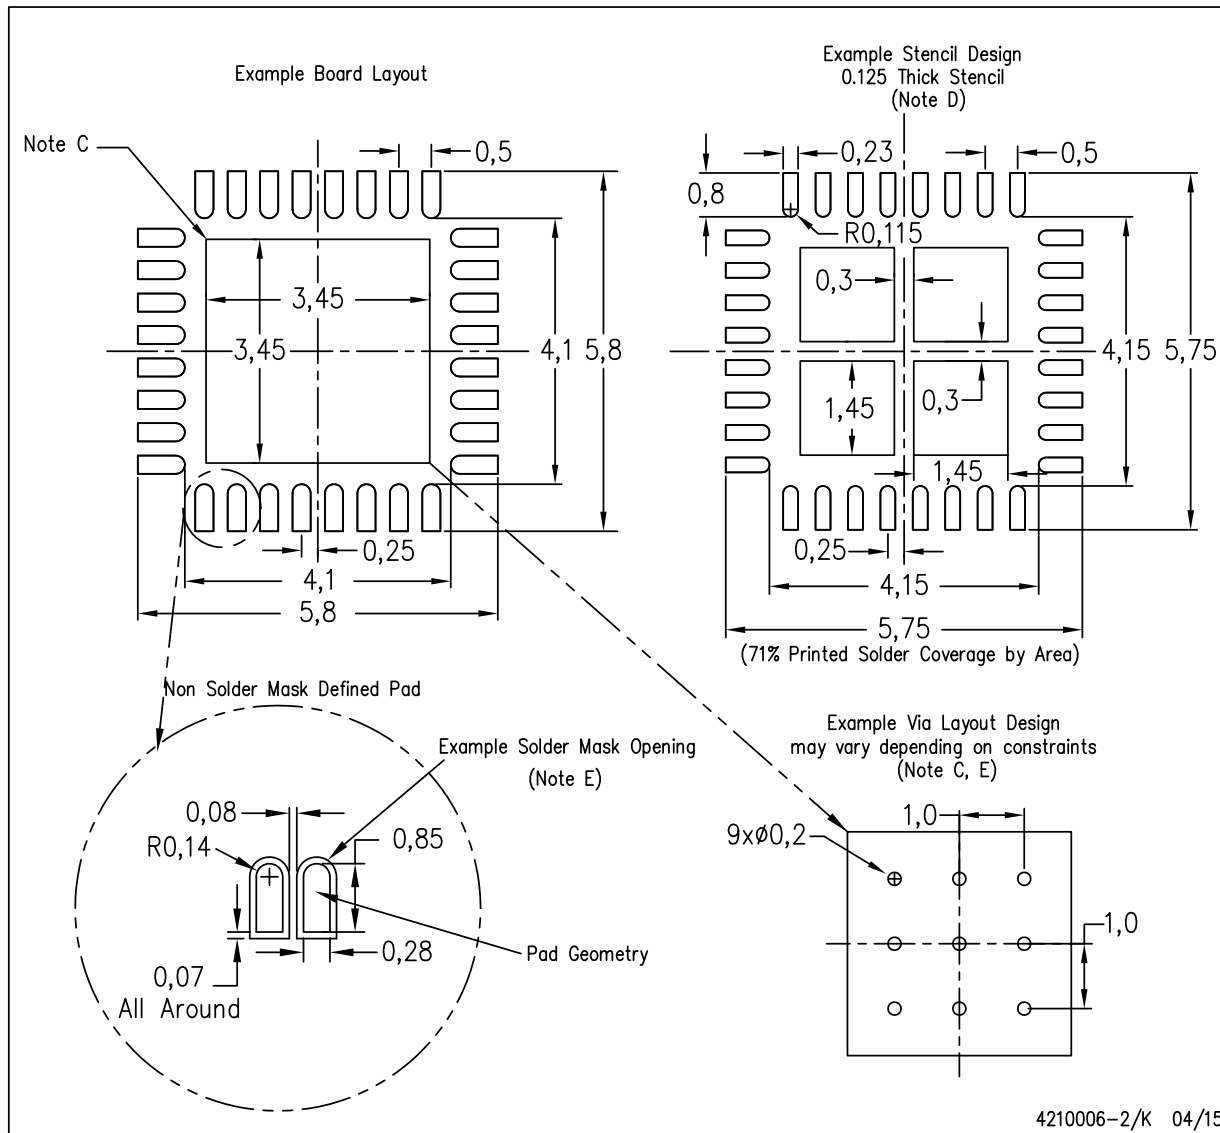 Example Board Layout
Note C
0,5
3,45
3,45
4,1
5,8
0,25
4,1
5,8
Example Stencil Design
0.125 Thick Stencil
(Note D)
0,23
0,5
0,8
R0,115
0,3
4,15
5,75
0,3
1,45
1,45
0,25
4,15
5,75
(71% Printed Solder Coverage by Area)
Non Solder Mask Defined Pad
Example Solder Mask Opening
(Note E)
0,08
R0,14
0,85
0,28
Pad Geometry
0,07
All Around
Example Via Layout Design
may vary depending on constraints
(Note C, E)
1,0
9xø0,2
1,0
4210006-2/K 04/15